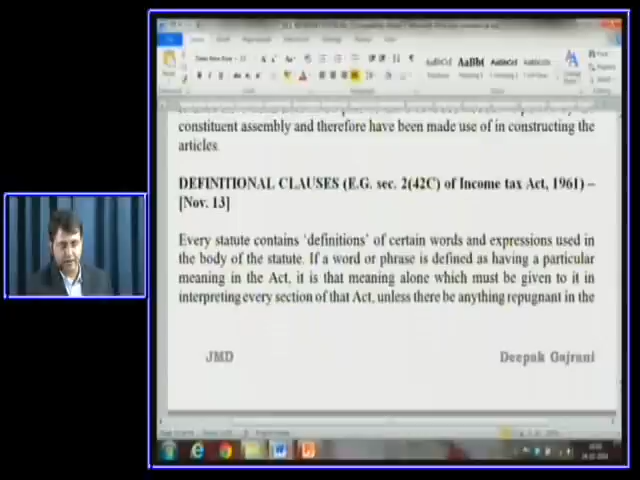 constituent assembly and therefore have been made use of in constructing the
articles.
DEFINITIONAL CLAUSES (E.G. sec. 2(42C) of Income tax Act, 1961) –
[Nov. 13]
Every statute contains ‘definitions’ of certain words and expressions used in
the body of the statute. If a word or phrase is defined as having a particular
meaning in the Act, it is that meaning alone which must be given to it in
interpreting every section of that Act, unless there be anything repugnant in the
JMD Deepak Gajrani